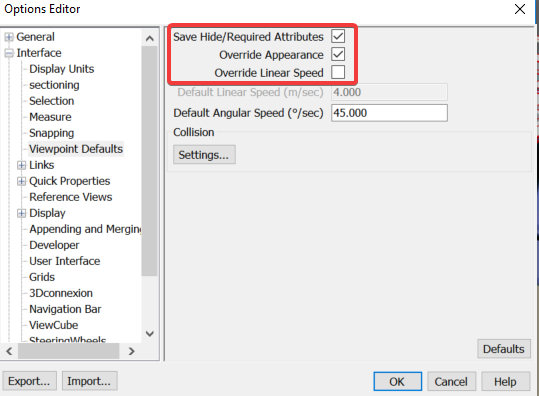 Options Editor
General
Interface
Display Units
sectioning
Selection
Measure
Snapping
Viewpoint Defaults
Links
Quick Properties
Reference Views
Display
Appending and Merging
Developer
User Interface
Grids
3Dconnexion
Navigation Bar
ViewCube
SteeringWheels
Save Hide/Required Attributes
Override Appearance
Override Linear Speed
Default Linear Speed (m/sec) 4.000
Default Angular Speed (°/sec) 45.000
Collision
Settings...
Defaults
Export... Import... OK Cancel Help